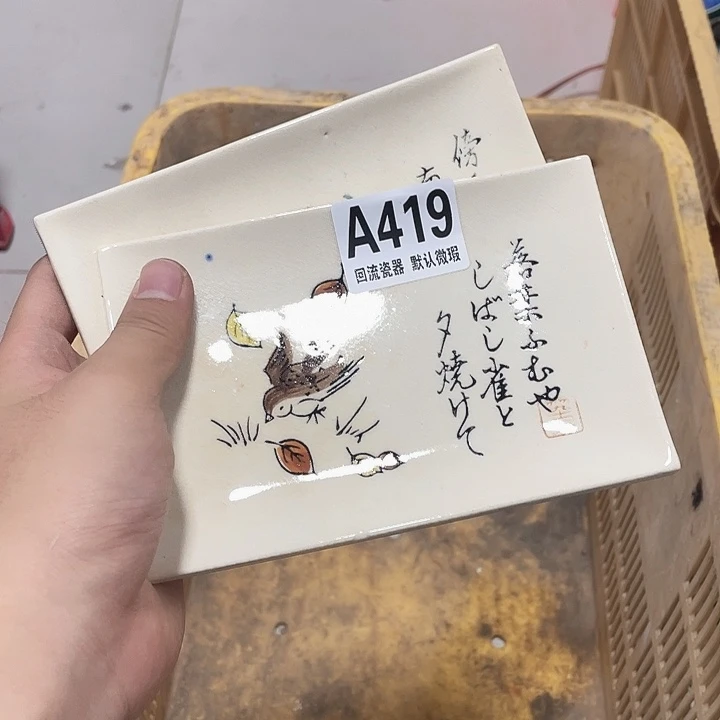 傍
A419
回流瓷器 默认微瑕
落葉ふむや
しばし雀と
夕焼けて